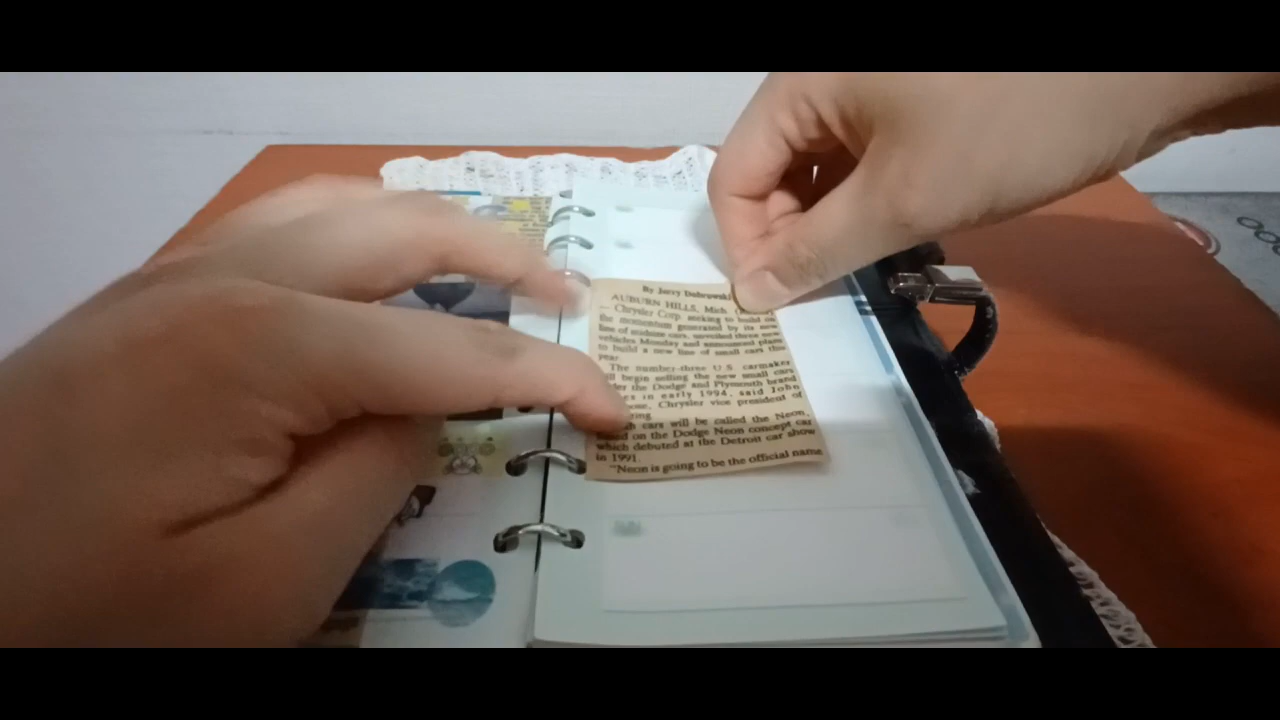 By Jerry Dubrowski
AUBURN HILLS, Mich.
— Chrysler Corp. seeking to build on
the momentum generated by its new
line of midsize cars, unveiled three new
vehicles Monday and announced plans
to build a new line of small cars this
year.
The number-three U.S. carmaker
will begin selling the new small cars
the Dodge and Plymouth brand
in early 1994, said John
Chrysler vice president of
cars will be called the Neon,
based on the Dodge Neon concept car
which debuted at the Detroit car show
in 1991.
"Neon is going to be the official name